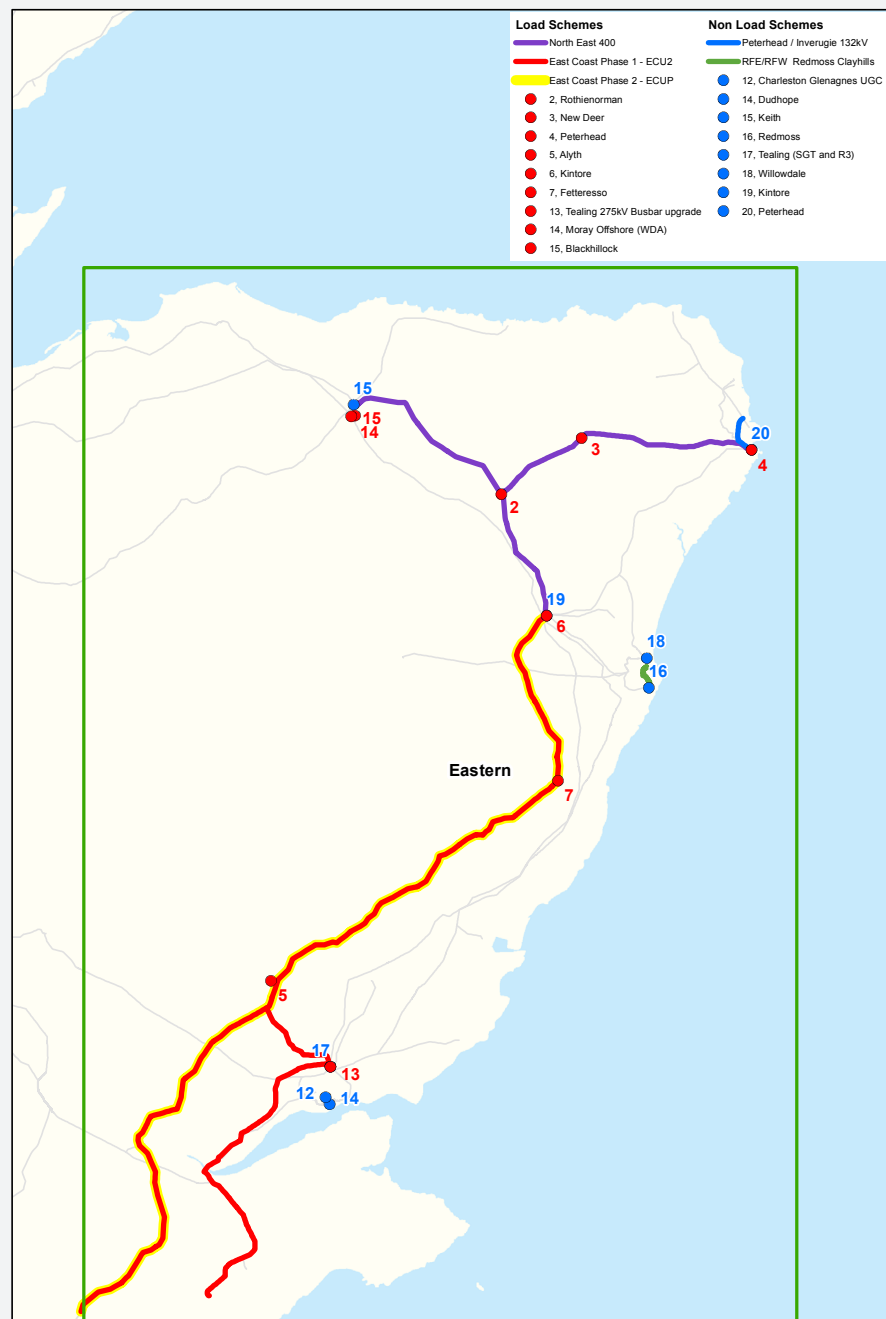 Load Schemes
North East 400
East Coast Phase 1 - ECU2
East Coast Phase 2 - ECUP
2, Rothienorman
3, New Deer
4, Peterhead
5, Alyth
6, Kintore
7, Fetteresso
13, Tealing 275kV Busbar upgrade
14, Moray Offshore (WDA)
15, Blackhillock
Non Load Schemes
Peterhead / Inverugie 132kV
RFE/RFW Redmoss Clayhills
12, Charleston Glenagnss UGC
14, Dudhope
15, Keith
16, Redmoss
17, Tealing (SGT and R3)
18, Willowdale
19, Kintore
20, Peterhead
15
15
14
20
3
4
2
19
6
18
16
Eastern
7
5
17
13
12
14